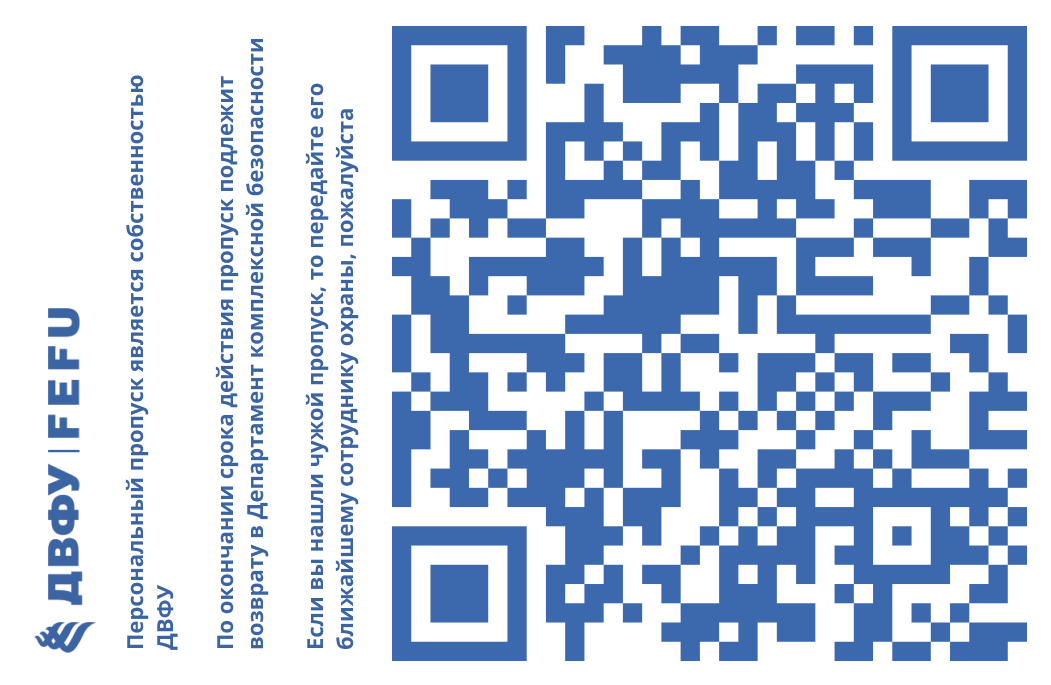 ДВФУ | FEFU
Персональный пропуск является собственностью
ДВФУ
По окончании срока действия пропуск подлежит
возврату в Департамент комплексной безопасности
Если вы нашли чужой пропуск, то передайте его
ближайшему сотруднику охраны, пожалуйста